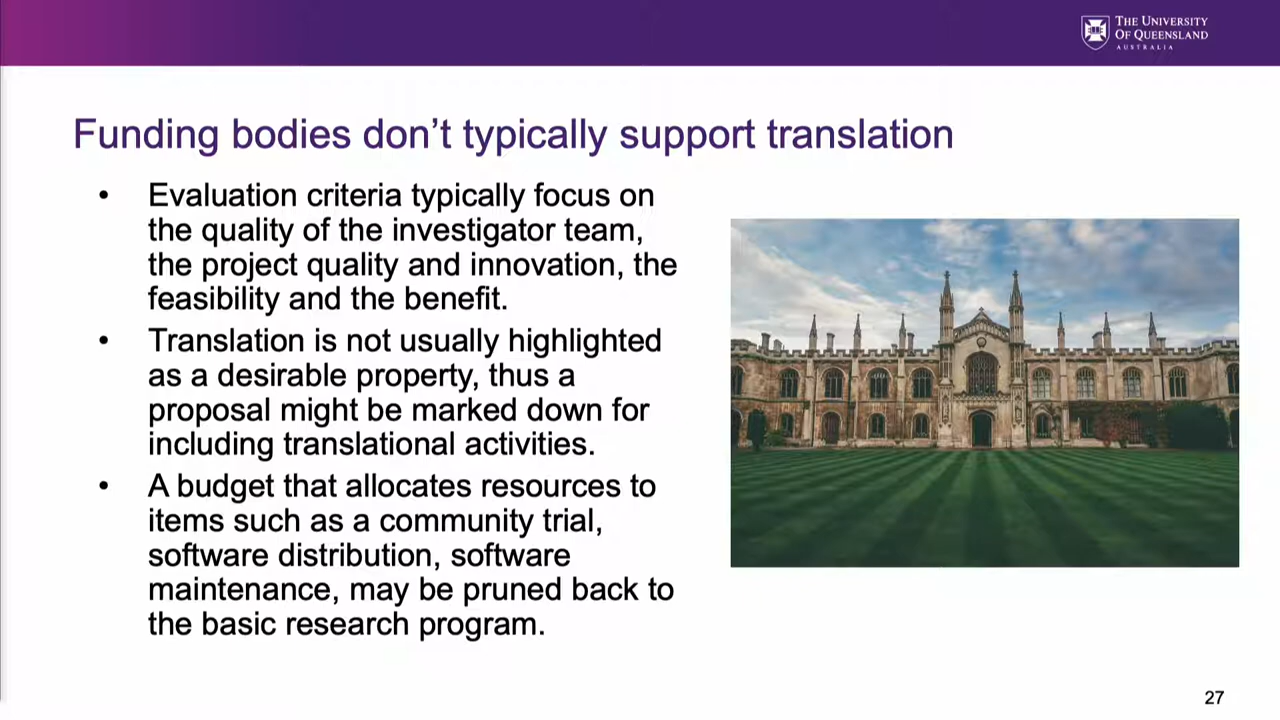 THE UNIVERSITY
OF QUEENSLAND
AUSTRALIA
Funding bodies don’t typically support translation
• Evaluation criteria typically focus on
the quality of the investigator team,
the project quality and innovation, the
feasibility and the benefit.
• Translation is not usually highlighted
as a desirable property, thus a
proposal might be marked down for
including translational activities.
• A budget that allocates resources to
items such as a community trial,
software distribution, software
maintenance, may be pruned back to
the basic research program.
27